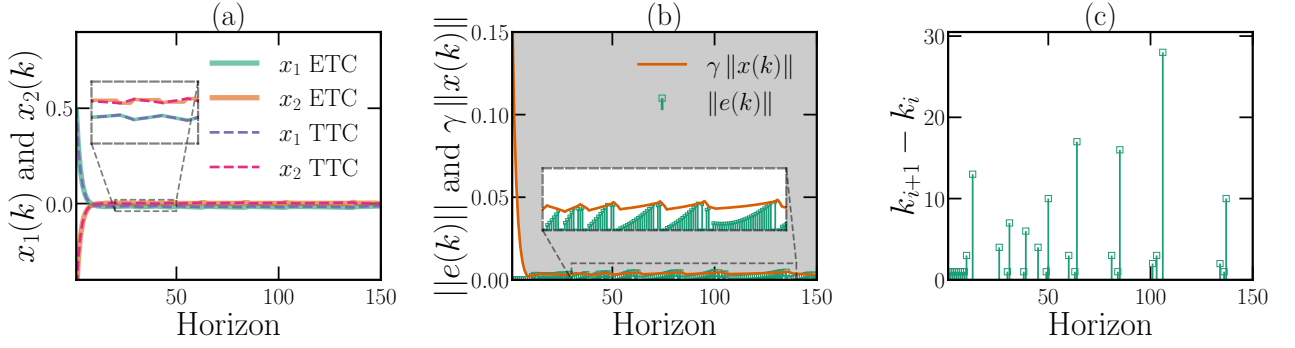 (a)
x₁(k) and x₂(k)
0.5
0.0
x₁ ETC
x₂ ETC
x₁ TTC
x₂ TTC
50
100
150
Horizon
(b)
||e(k)|| and γ ||x(k)||
0.15
0.10
0.05
0.00
γ ||x(k)||
||e(k)||
50
100
150
Horizon
(c)
k_{i+1} − k_i
30
20
10
0
50
100
150
Horizon